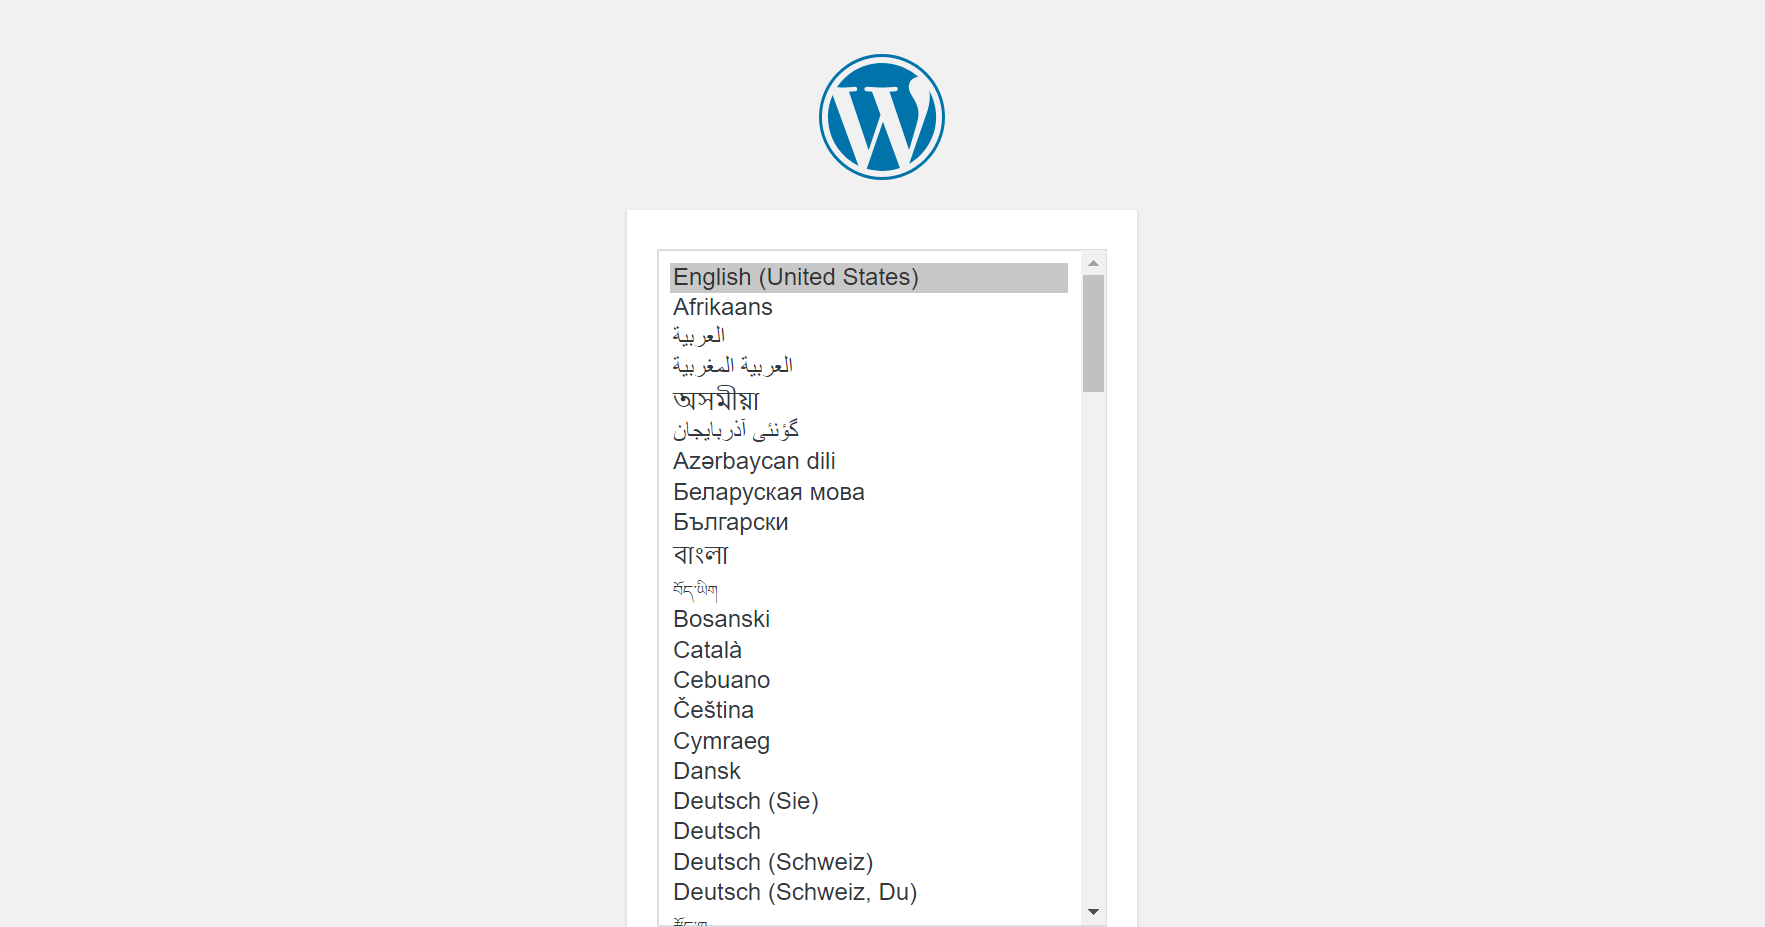 English (United States)
Afrikaans
العربية
العربية المغربية
অসমীয়া
گؤنئی آذربایجان
Azərbaycan dili
Беларуская мова
Български
বাংলা
བོད་ཡིག
Bosanski
Català
Cebuano
Čeština
Cymraeg
Dansk
Deutsch (Sie)
Deutsch
Deutsch (Schweiz)
Deutsch (Schweiz, Du)